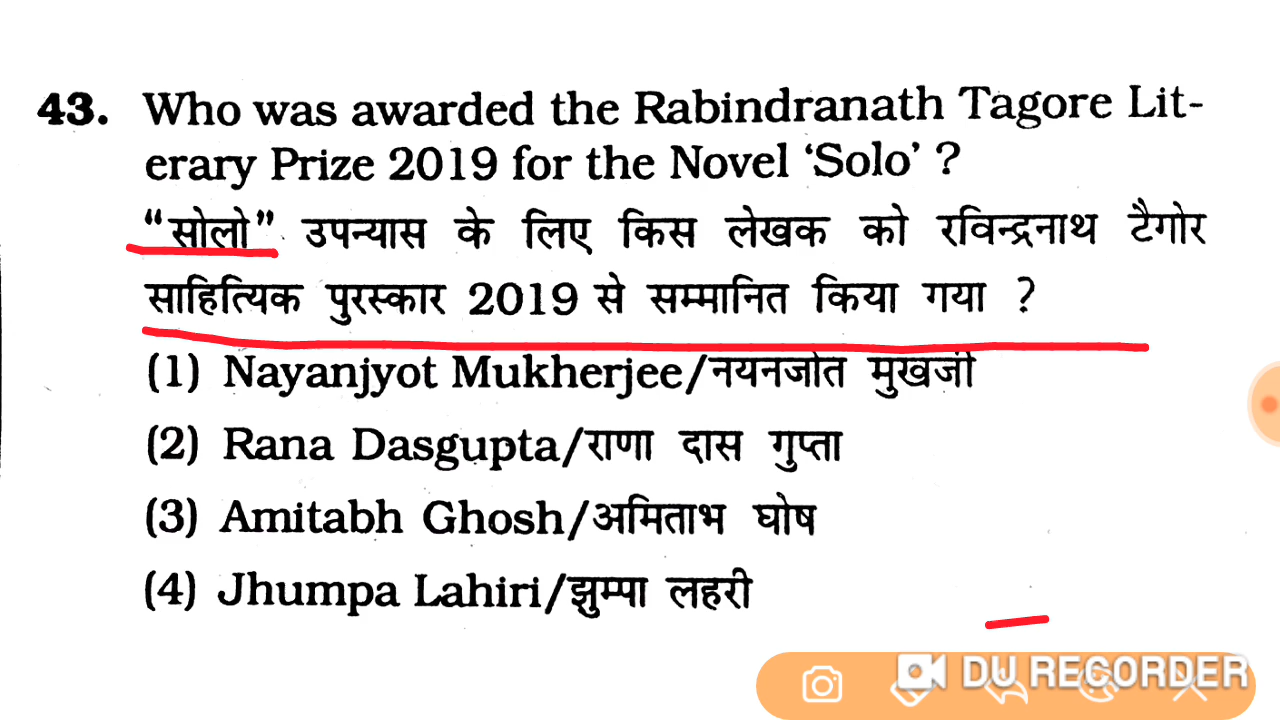 43. Who was awarded the Rabindranath Tagore Lit-
erary Prize 2019 for the Novel ‘Solo’ ?
“सोलो” उपन्यास के लिए किस लेखक को रविन्द्रनाथ टैगोर
साहित्यिक पुरस्कार 2019 से सम्मानित किया गया ?
(1) Nayanjyot Mukherjee/नयनजोत मुखर्जी
(2) Rana Dasgupta/राणा दास गुप्ता
(3) Amitabh Ghosh/अमिताभ घोष
(4) Jhumpa Lahiri/झुम्पा लहरी
DU RECORDER